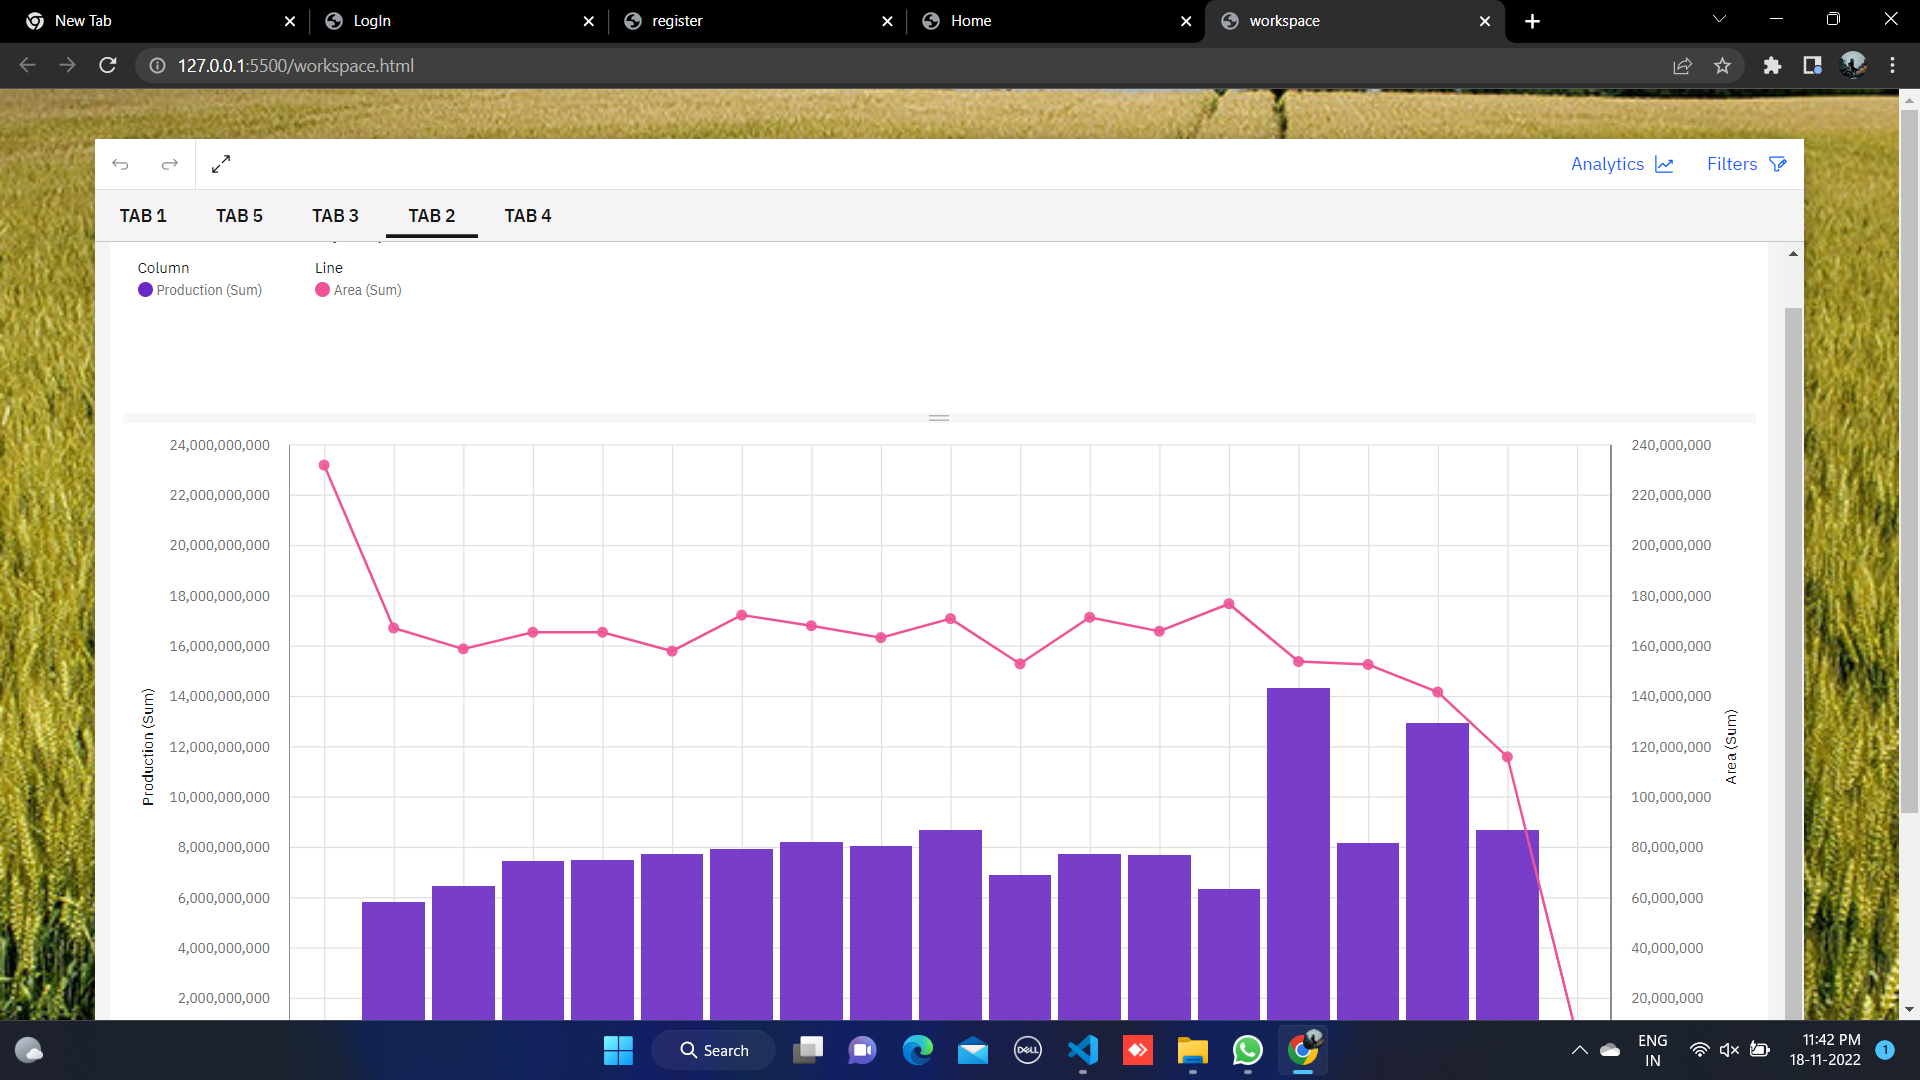 New Tab
LogIn
register
Home
workspace
127.0.0.1:5500/workspace.html
Analytics
Filters
TAB 1
TAB 5
TAB 3
TAB 2
TAB 4
Column
Line
Production (Sum)
Area (Sum)
24,000,000,000
22,000,000,000
20,000,000,000
18,000,000,000
16,000,000,000
14,000,000,000
12,000,000,000
10,000,000,000
8,000,000,000
6,000,000,000
4,000,000,000
2,000,000,000
Production (Sum)
240,000,000
220,000,000
200,000,000
180,000,000
160,000,000
140,000,000
120,000,000
100,000,000
80,000,000
60,000,000
40,000,000
20,000,000
Area (Sum)
Search
DELL
ENG
IN
11:42 PM
18-11-2022
1